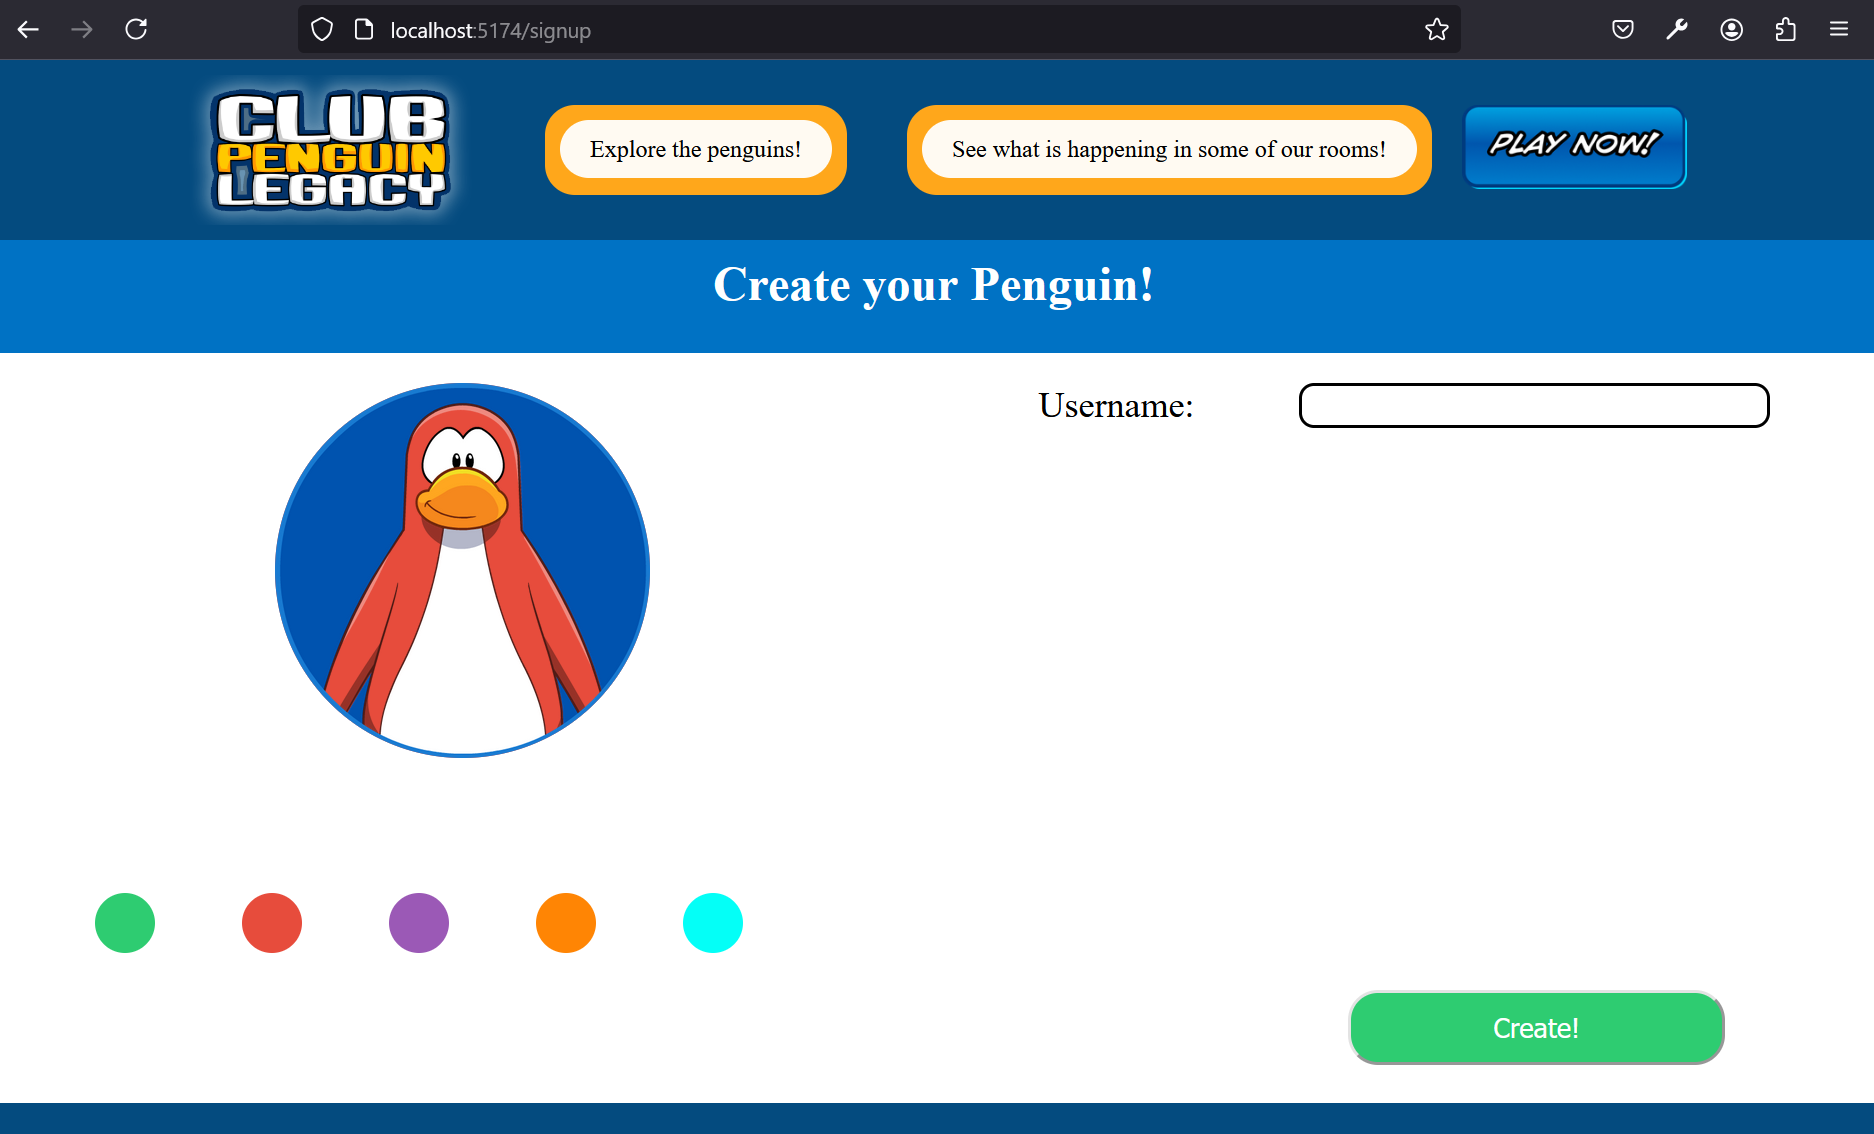 localhost:5174/signup
CLUB
PENGUIN
LEGACY
Explore the penguins!
See what is happening in some of our rooms!
PLAY NOW!
Create your Penguin!
Username:
Create!